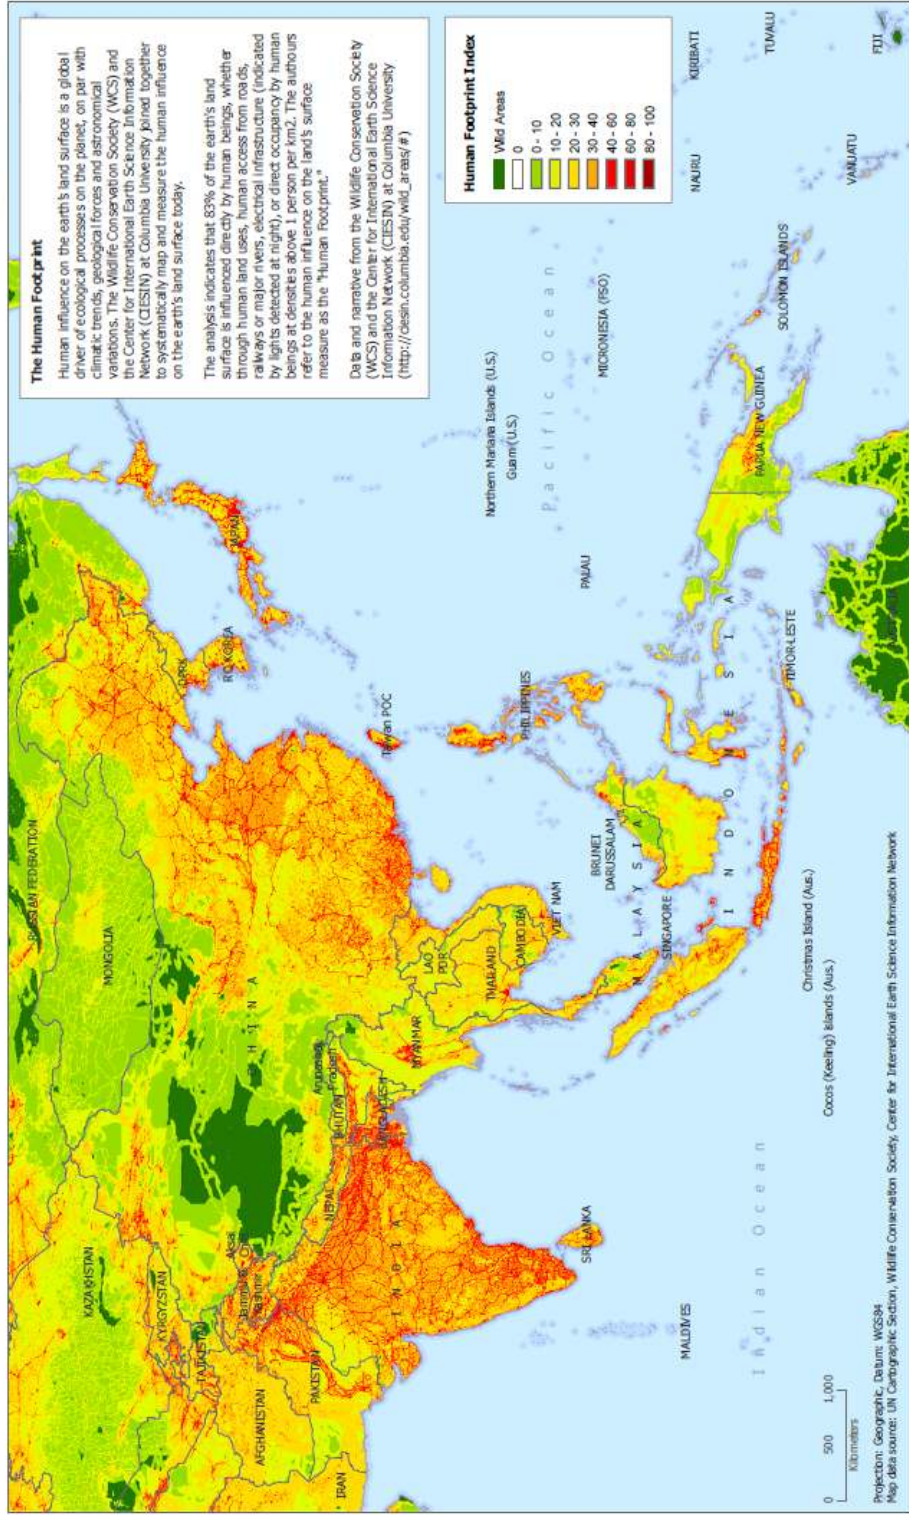 The Human Footprint
Human influence on the earth's land surface is a global
driver of ecological processes on the planet, on par with
climatic trends, geological forces and astronomical
variations. The Wildlife Conservation Society (WCS) and
the Center for International Earth Science Information
Network (CIESIN) at Columbia University joined together
to systematically map and measure the human influence
on the earth's land surface today.
The analysis indicates that 83% of the earth's land
surface is influenced directly by human beings, whether
through human land uses, human access from roads,
railways or major rivers, electrical infrastructure (indicated
by lights detected at night), or direct occupancy by human
beings at densities above 1 person per km2. The authours
refer to the human influence on the land's surface
measure as the "Human Footprint."
Data and narrative from the Wildlife Conservation Society
(WCS) and the Center for International Earth Science
Information Network (CIESIN) at Columbia University
(http://ciesin.columbia.edu/wild_areas/#)
Human Footprint Index
Wild Areas
0
0 - 10
10 - 20
20 - 30
30 - 40
40 - 60
60 - 80
80 - 100
RUSSIAN FEDERATION
KAZAKHSTAN
MONGOLIA
KYRGYZSTAN
TAJIKISTAN
AFGHANISTAN
IRAN
PAKISTAN
Jammu &
Kashmir
Aksai
CHINA
DPRK
RO KOREA
JAPAN
NEPAL
BHUTAN
Arunachal
Pradesh
BANGLADESH
INDIA
MYANMAR
LAO
PDR
THAILAND
CAMBODIA
VIET NAM
Taiwan POC
PHILIPPINES
SRI LANKA
MALDIVES
Northern Mariana Islands (U.S.)
Guam (U.S.)
Pacific Ocean
PALAU
MICRONESIA (FSO)
BRUNEI
DARUSSALAM
MALAYSIA
SINGAPORE
INDONESIA
TIMOR-LESTE
PAPUA NEW GUINEA
SOLOMON ISLANDS
NAURU
KIRIBATI
TUVALU
VANUATU
FIJI
Indian Ocean
Christmas Island (Aus.)
Cocos (Keeling) Islands (Aus.)
0 500 1,000
Kilometers
Projection: Geographic, Datum: WGS84
Map data source: UN Cartographic Section, Wildlife Conservation Society, Center for International Earth Science Information Network